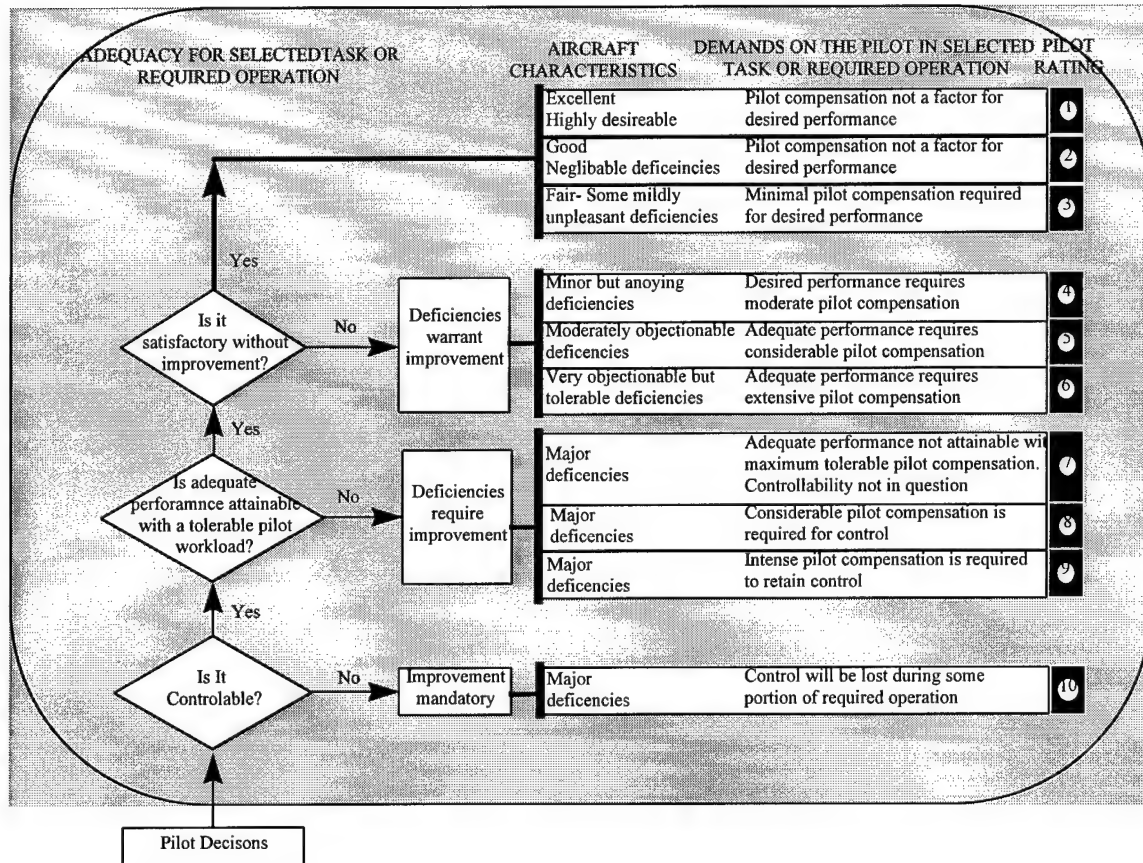 ADEQUACY FOR SELECTEDTASK OR
REQUIRED OPERATION
AIRCRAFT
CHARACTERISTICS
DEMANDS ON THE PILOT IN SELECTED
TASK OR REQUIRED OPERATION
PILOT
RATING
Excellent
Highly desireable
Pilot compensation not a factor for
desired performance
1
Good
Neglibable deficeincies
Pilot compensation not a factor for
desired performance
2
Fair- Some mildly
unpleasant deficiencies
Minimal pilot compensation required
for desired performance
3
Yes
Is it
satisfactory without
improvement?
No
Deficiencies
warrant
improvement
Minor but anoying
deficiencies
Desired performance requires
moderate pilot compensation
4
Moderately objectionable
deficencies
Adequate performance requires
considerable pilot compensation
5
Very objectionable but
tolerable deficiencies
Adequate performance requires
extensive pilot compensation
6
Yes
Is adequate
perforamnce attainable
with a tolerable pilot
workload?
No
Deficiencies
require
improvement
Major
deficencies
Adequate performance not attainable wi
maximum tolerable pilot compensation.
Controllability not in question
7
Major
deficencies
Considerable pilot compensation is
required for control
8
Major
deficencies
Intense pilot compensation is required
to retain control
9
Yes
Is It
Controlable?
No
Improvement
mandatory
Major
deficencies
Control will be lost during some
portion of required operation
10
Pilot Decisons